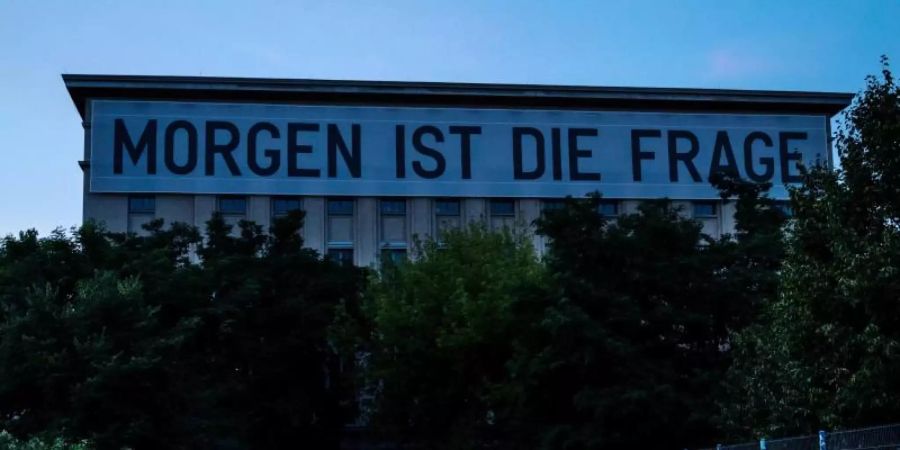 MORGEN IST DIE FRAGE